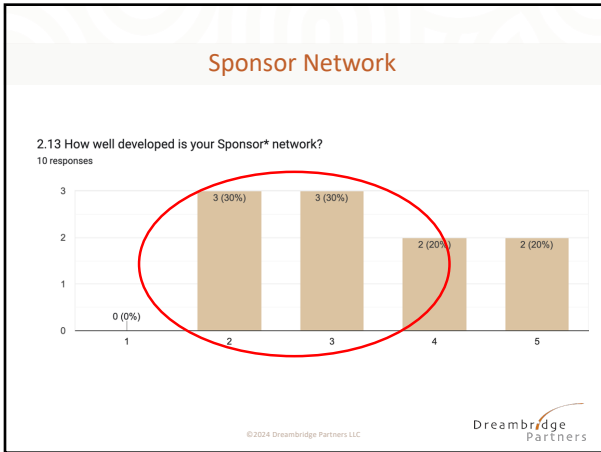 Sponsor Network
2.13 How well developed is your Sponsor* network?
10 responses
3
2
1
0
0 (0%)
3 (30%)
3 (30%)
2 (20%)
2 (20%)
1
2
3
4
5
©2024 Dreambridge Partners LLC
Dreambridge
Partners